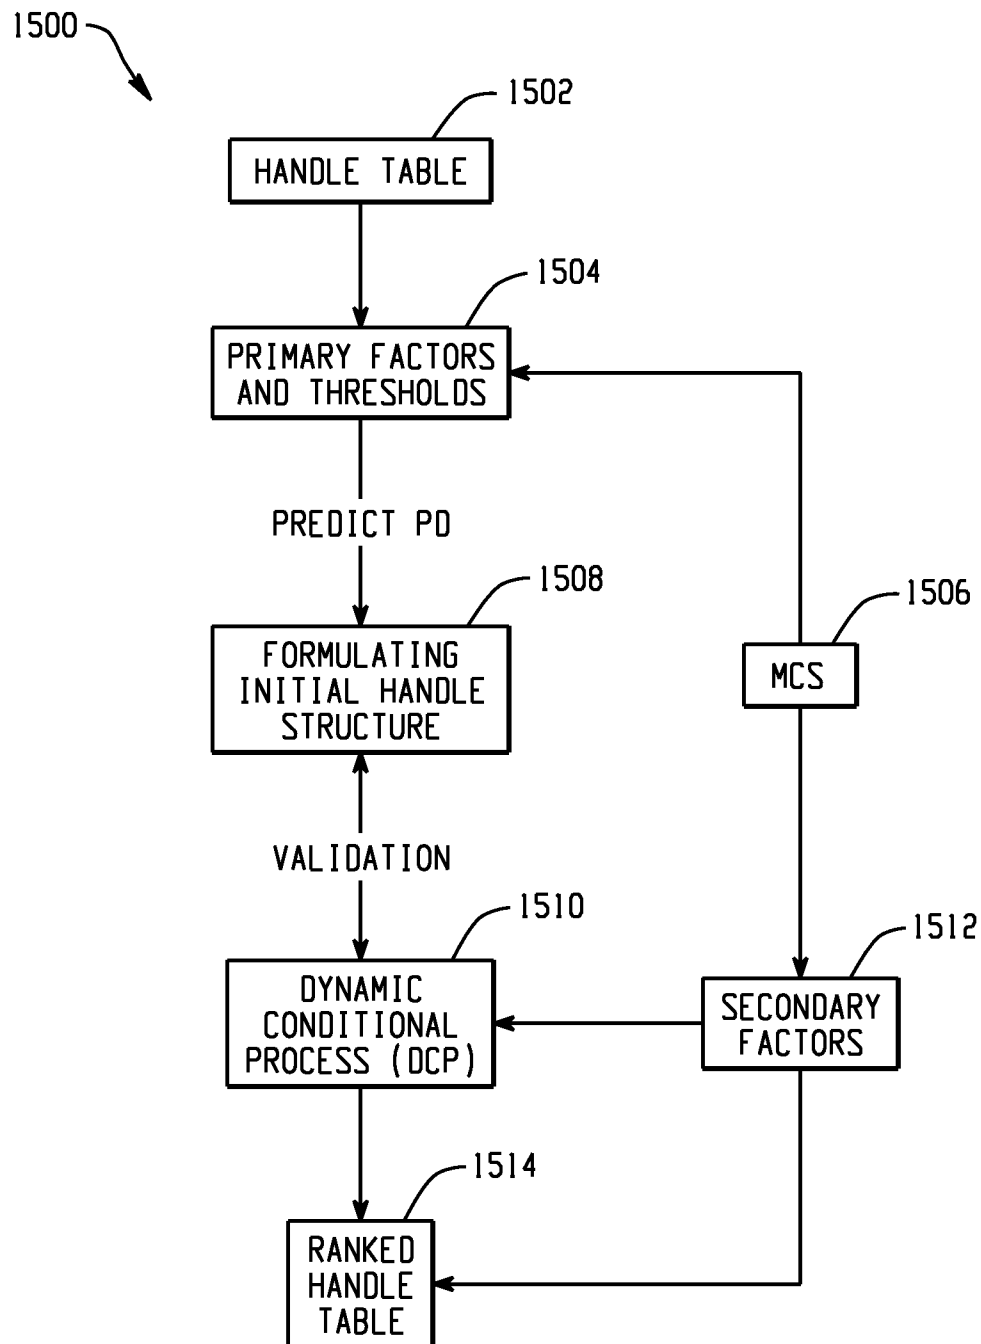 1500
1502
HANDLE TABLE
1504
PRIMARY FACTORS
AND THRESHOLDS
PREDICT PD
1508
FORMULATING
INITIAL HANDLE
STRUCTURE
1506
MCS
VALIDATION
1510
DYNAMIC
CONDITIONAL
PROCESS (DCP)
1512
SECONDARY
FACTORS
1514
RANKED
HANDLE
TABLE